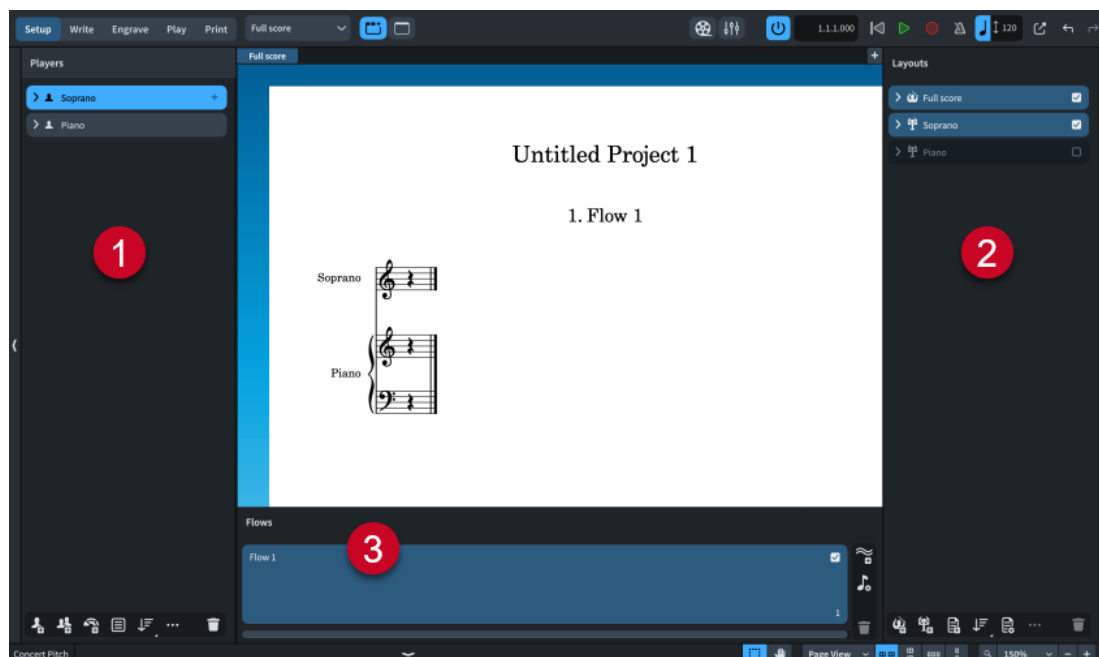 Setup Write Engrave Play Print Full score 1.1.1.000 120
Players
Full score
Layouts
Soprano
Piano
Full score
Soprano
Piano
1
2
Untitled Project 1
1. Flow 1
Soprano
Piano
Flows
3
Flow 1
1
Concert Pitch Page View 150%